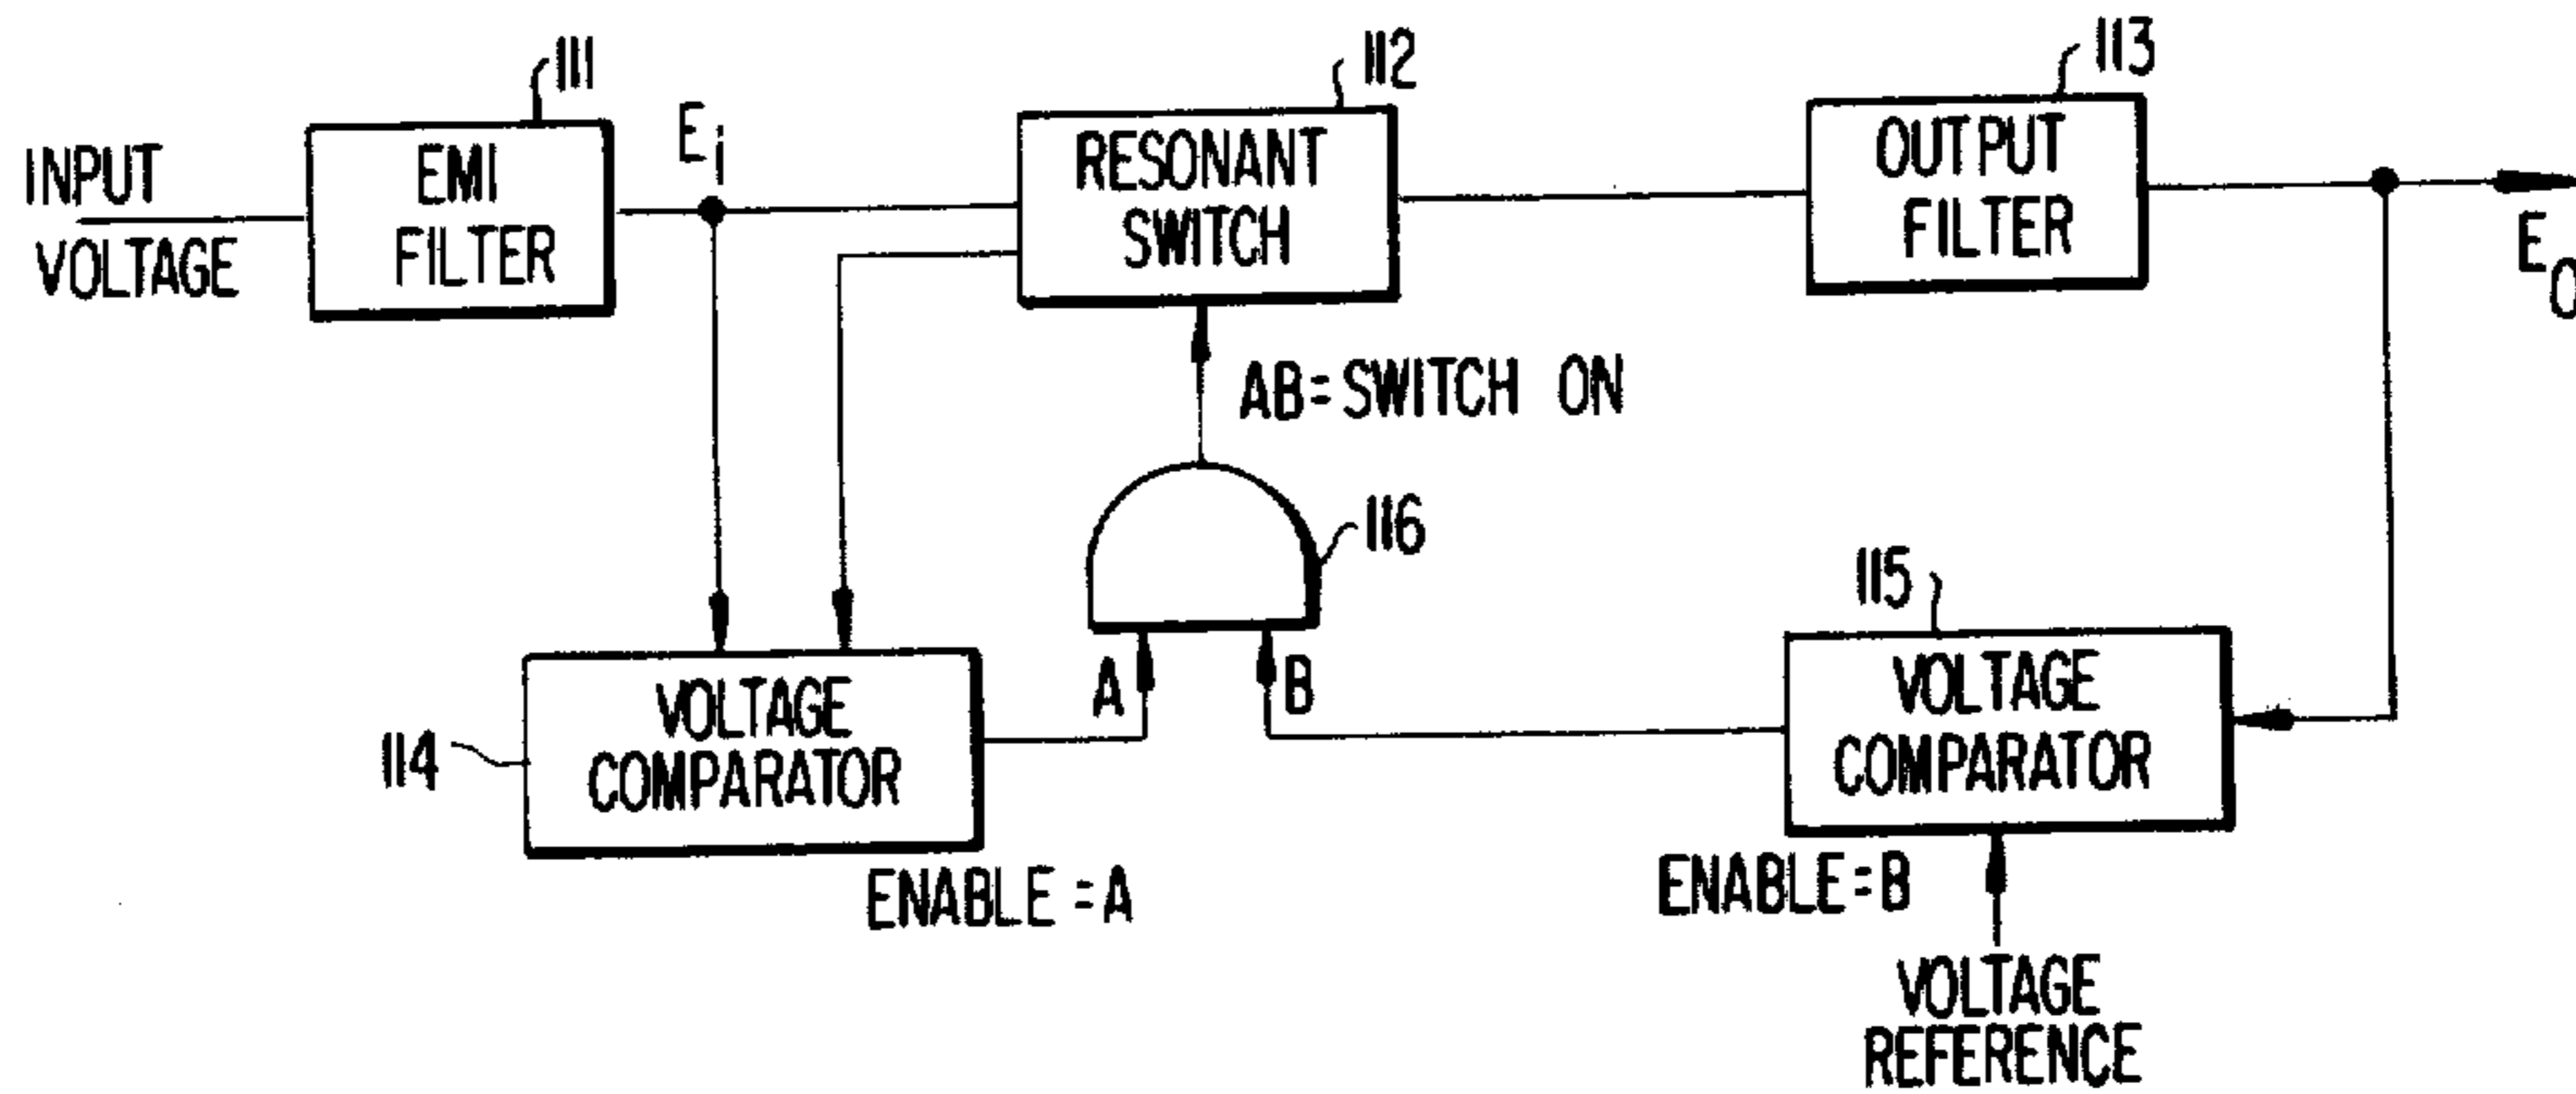 111
112
113
INPUT
VOLTAGE
EMI
FILTER
Ei
RESONANT
SWITCH
OUTPUT
FILTER
EO
AB=SWITCH ON
116
115
A
B
114
VOLTAGE
COMPARATOR
VOLTAGE
COMPARATOR
ENABLE=A
ENABLE=B
VOLTAGE
REFERENCE